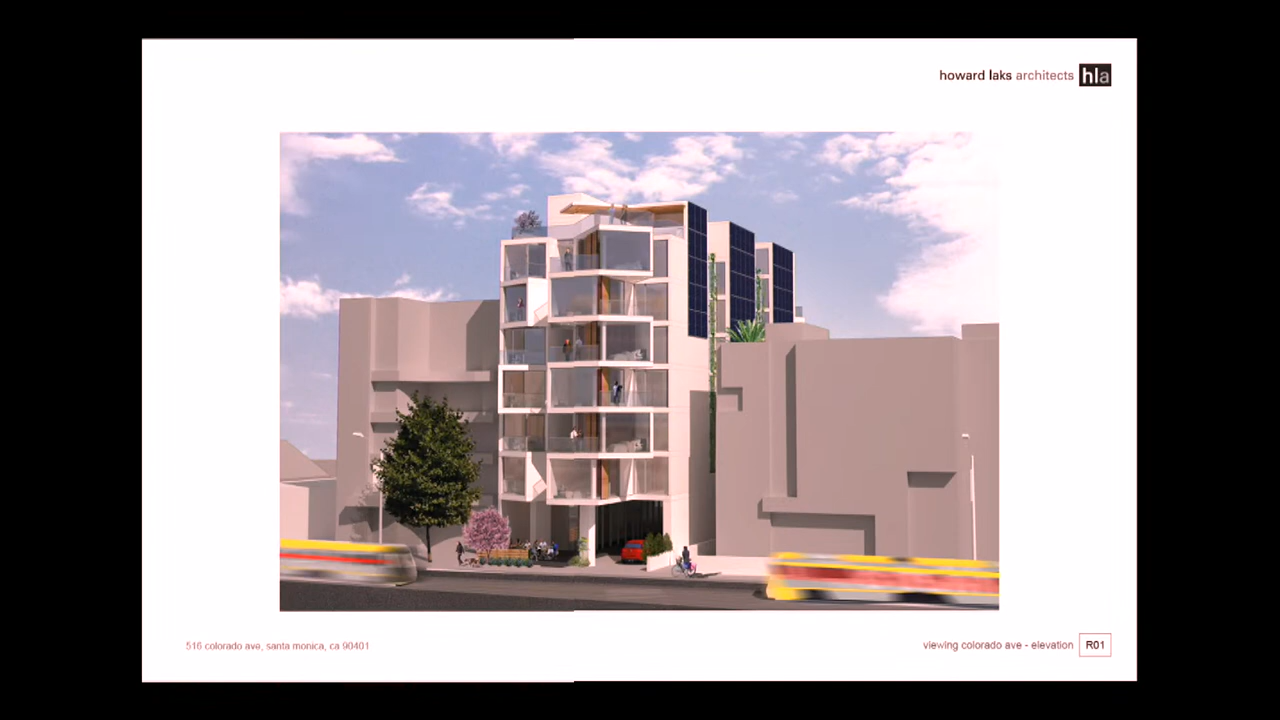 howard laks architects hla
516 colorado ave, santa monica, ca 90401
viewing colorado ave - elevation R01